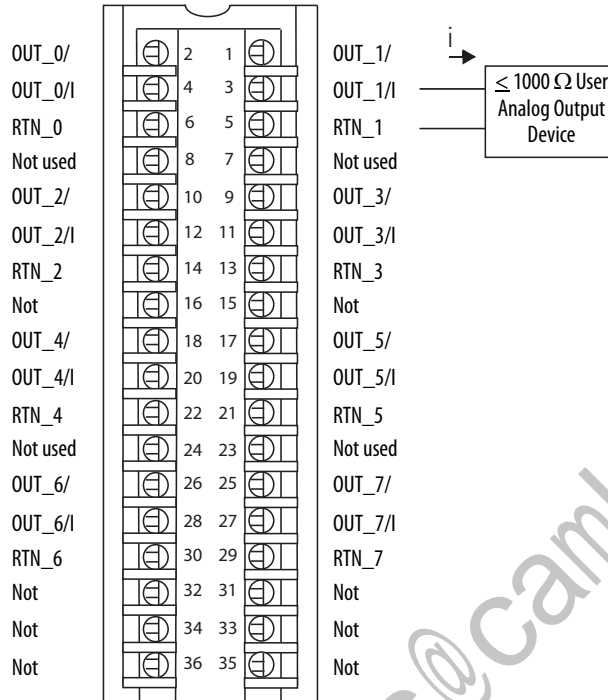 i
OUT_0/ 2 1 OUT_1/
OUT_0/I 4 3 OUT_1/I
RTN_0 6 5 RTN_1
Not used 8 7 Not used
OUT_2/ 10 9 OUT_3/
OUT_2/I 12 11 OUT_3/I
RTN_2 14 13 RTN_3
Not 16 15 Not
OUT_4/ 18 17 OUT_5/
OUT_4/I 20 19 OUT_5/I
RTN_4 22 21 RTN_5
Not used 24 23 Not used
OUT_6/ 26 25 OUT_7/
OUT_6/I 28 27 OUT_7/I
RTN_6 30 29 RTN_7
Not 32 31 Not
Not 34 33 Not
Not 36 35 Not
≤ 1000 Ω User
Analog Output
Device